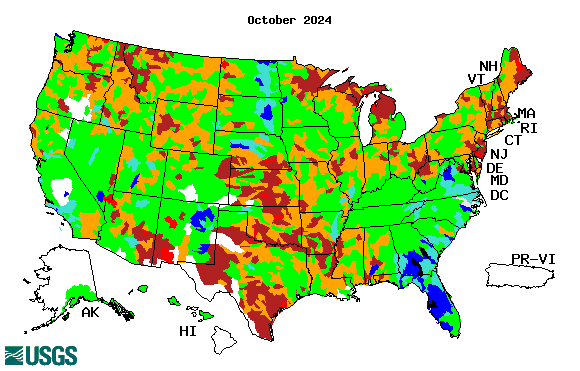 October 2024
NH
VT
MA
RI
CT
NJ
DE
MD
DC
PR-VI
AK
HI
USGS